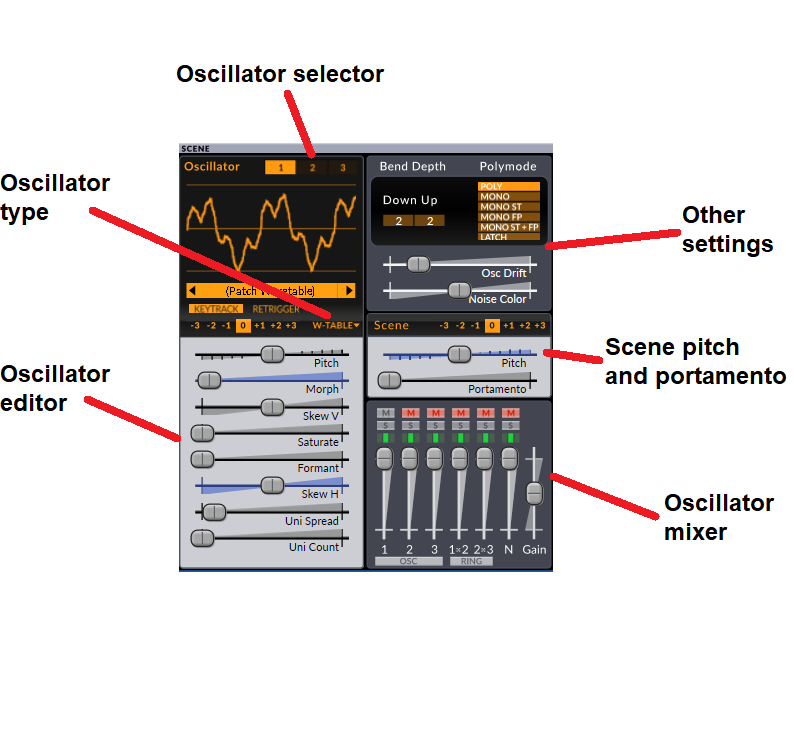 Oscillator selector
SCENE
Oscillator 1 2 3
Bend Depth Polymode
Oscillator
type
POLY
MONO
MONO ST
MONO FP
MONO ST + FP
LATCH
Down Up
2 2
Other
settings
Osc Drift
Noise Color
(Patch Wavetable)
KEYTRACK RETRIGGER
-3 -2 -1 0 +1 +2 +3 W-TABLE
Scene -3 -2 -1 0 +1 +2 +3
Scene pitch
and portamento
Pitch
Portamento
Oscillator
editor
Pitch
Morph
Skew V
Saturate
Formant
Skew H
Uni Spread
Uni Count
M M M M M M
S S S S S S
Oscillator
mixer
1 2 3 1×2 2×3 N Gain
OSC RING